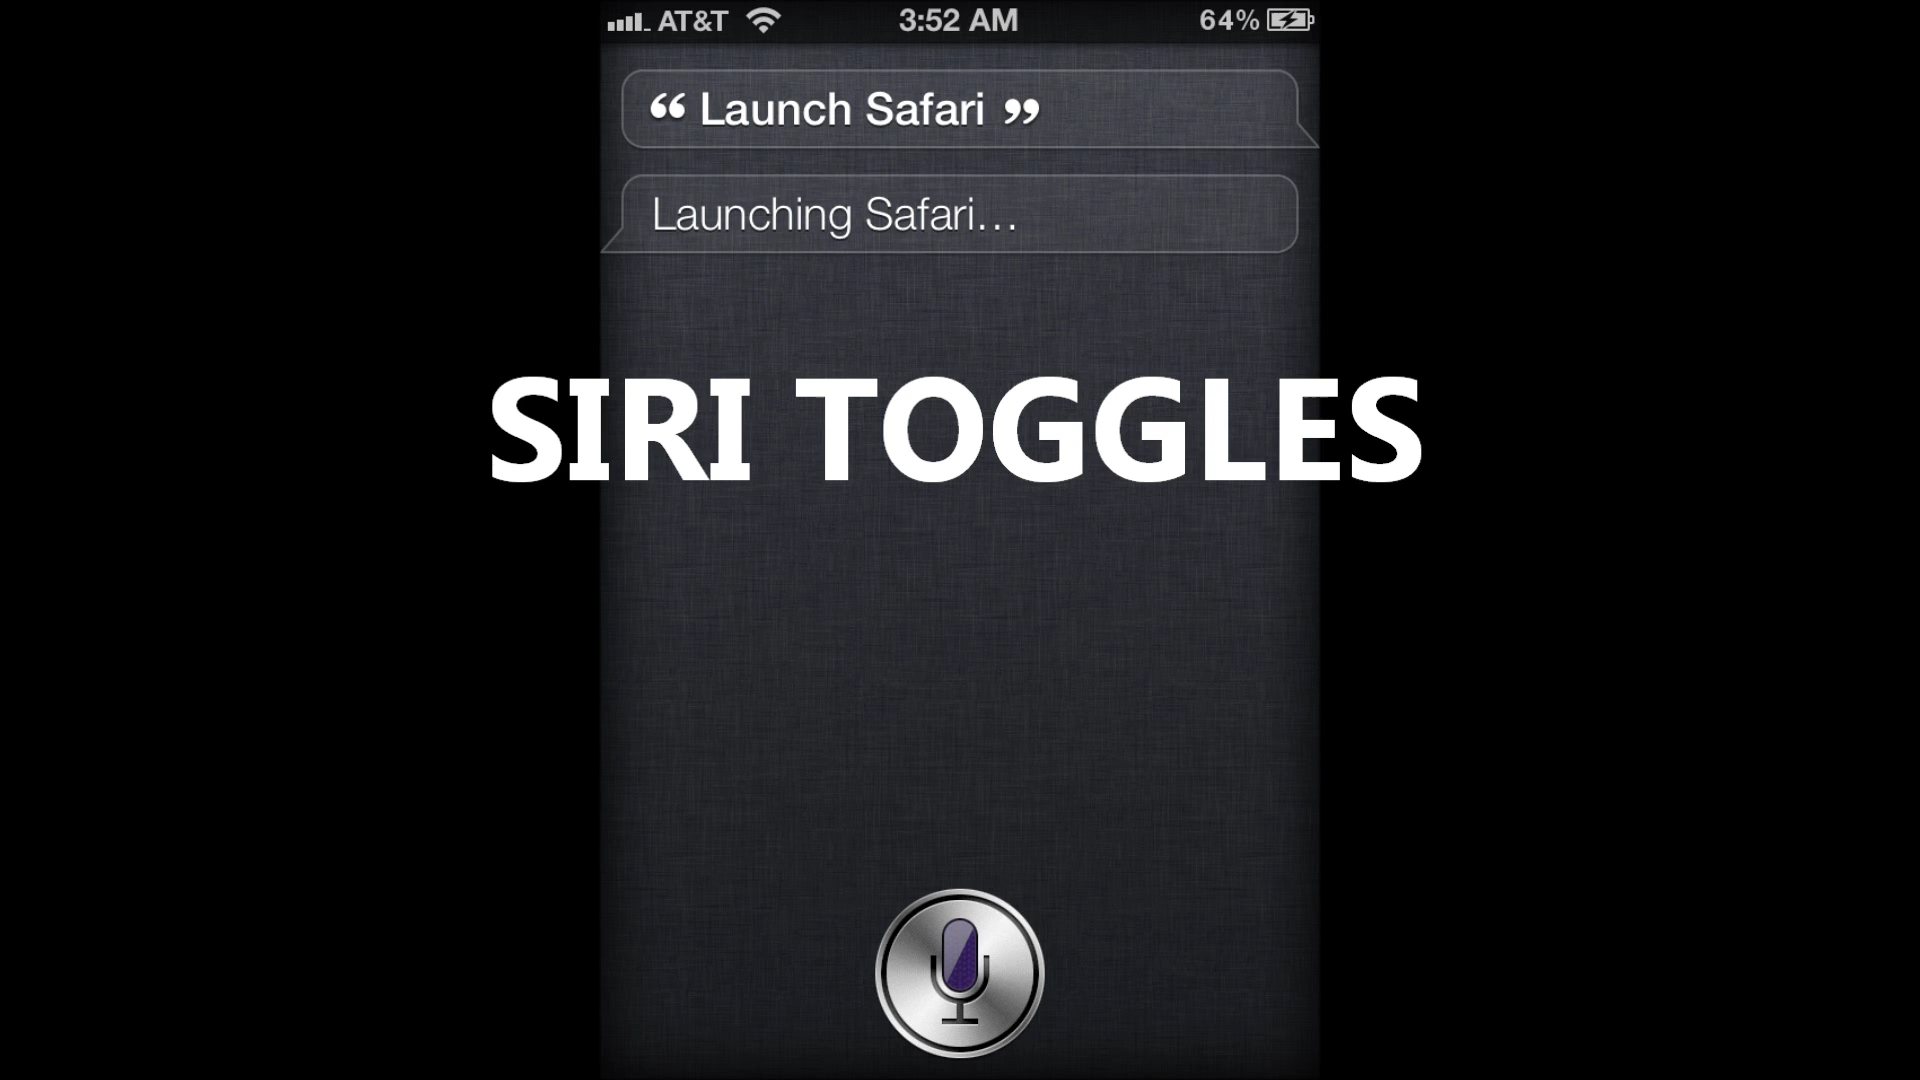 AT&T 3:52 AM 64%
“ Launch Safari ”
Launching Safari...
SIRI TOGGLES